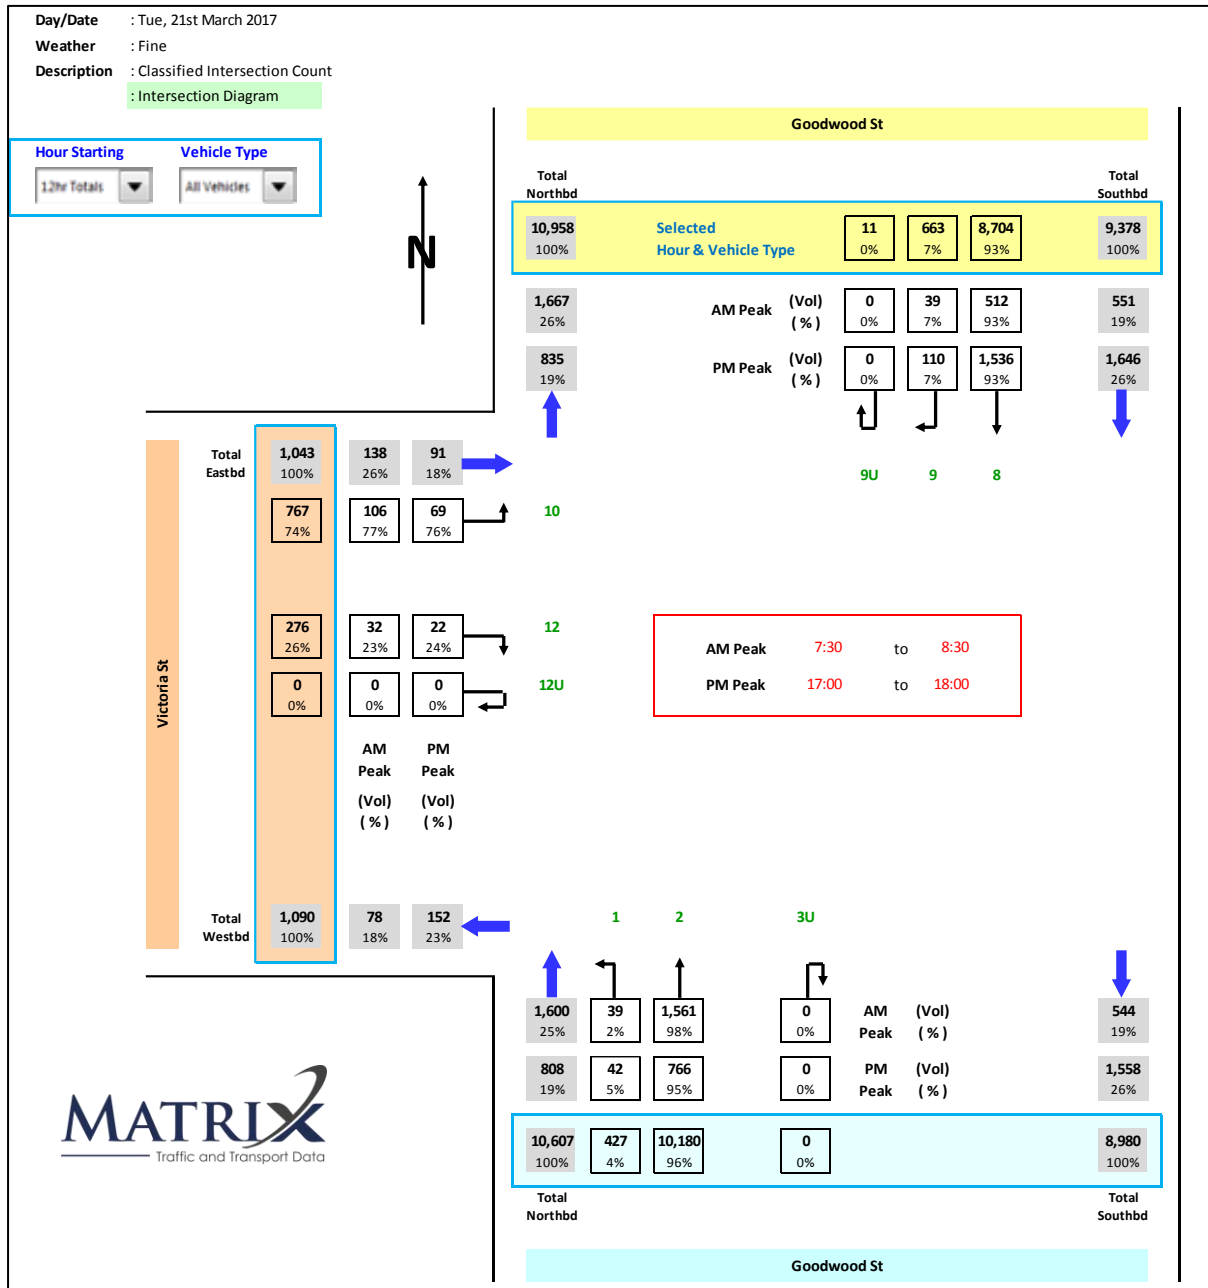 Day/Date : Tue, 21st March 2017
Weather : Fine
Description : Classified Intersection Count
: Intersection Diagram
Goodwood St
Hour Starting Vehicle Type
12hr Totals All Vehicles
Total Northbd Total Southbd
N
10,958 Selected 11 663 8,704 9,378
100% Hour & Vehicle Type 0% 7% 93% 100%
1,667 AM Peak (Vol) 0 39 512 551
26% ( % ) 0% 7% 93% 19%
835 PM Peak (Vol) 0 110 1,536 1,646
19% ( % ) 0% 7% 93% 26%
Total 1,043 138 91
Eastbd 100% 26% 18%
9U 9 8
767 106 69 10
74% 77% 76%
276 32 22 12
26% 23% 24%
AM Peak 7:30 to 8:30
0 0 0 12U
0% 0% 0%
PM Peak 17:00 to 18:00
Victoria St
AM PM
Peak Peak
(Vol) (Vol)
( % ) ( % )
Total 1,090 78 152
Westbd 100% 18% 23%
1 2 3U
1,600 39 1,561 0 AM (Vol) 544
25% 2% 98% 0% Peak ( % ) 19%
808 42 766 0 PM (Vol) 1,558
19% 5% 95% 0% Peak ( % ) 26%
MATRIX
Traffic and Transport Data
10,607 427 10,180 0 8,980
100% 4% 96% 0% 100%
Total Total
Northbd Southbd
Goodwood St